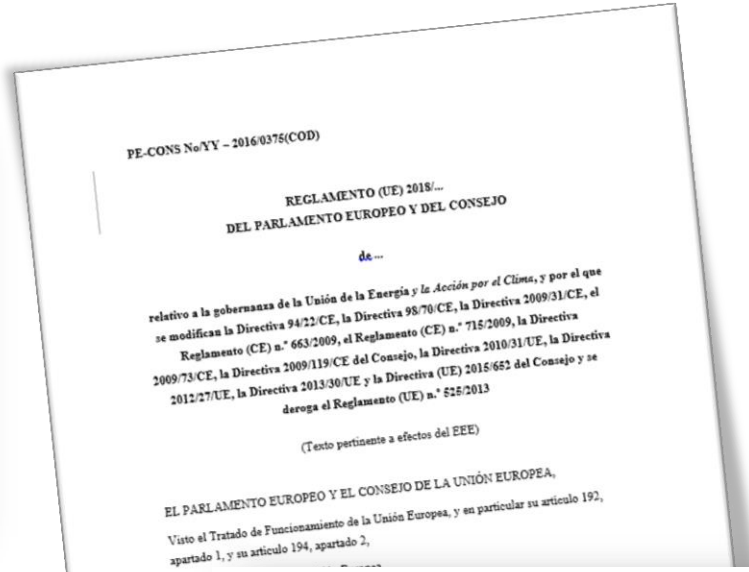 PE-CONS No/YY – 2016/0375(COD)
REGLAMENTO (UE) 2018/...
DEL PARLAMENTO EUROPEO Y DEL CONSEJO
de ...
relativo a la gobernanza de la Unión de la Energía y la Acción por el Clima, y por el que
se modifican la Directiva 94/22/CE, la Directiva 98/70/CE, la Directiva 2009/31/CE, el
Reglamento (CE) n.º 663/2009, el Reglamento (CE) n.º 715/2009, la Directiva
2009/73/CE, la Directiva 2009/119/CE del Consejo, la Directiva 2010/31/UE, la Directiva
2012/27/UE, la Directiva 2013/30/UE y la Directiva (UE) 2015/652 del Consejo y se
deroga el Reglamento (UE) n.º 525/2013
(Texto pertinente a efectos del EEE)
EL PARLAMENTO EUROPEO Y EL CONSEJO DE LA UNIÓN EUROPEA,
Visto el Tratado de Funcionamiento de la Unión Europea, y en particular su artículo 192,
apartado 1, y su artículo 194, apartado 2,